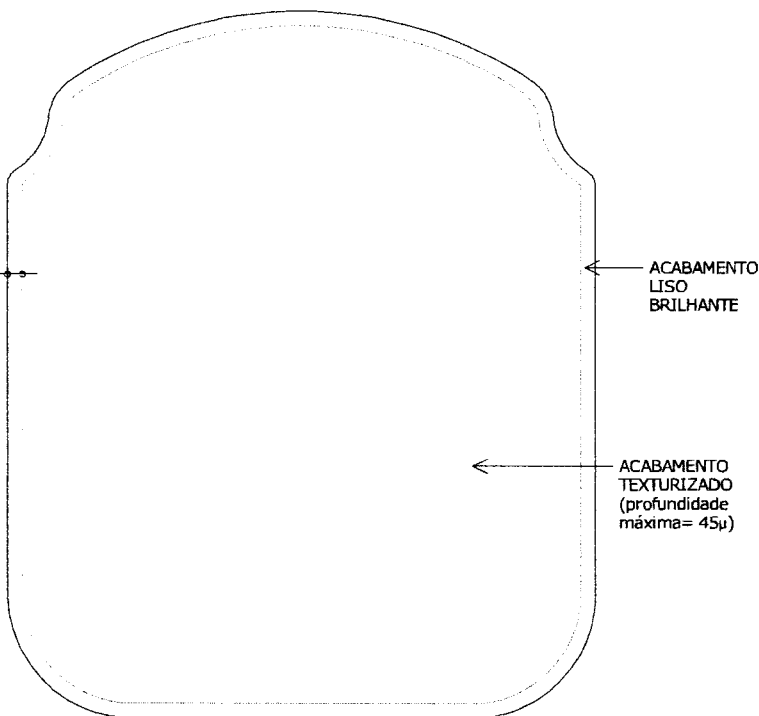 ACABAMENTO
LISO
BRILHANTE
ACABAMENTO
TEXTURIZADO
(profundidade
máxima= 45µ)